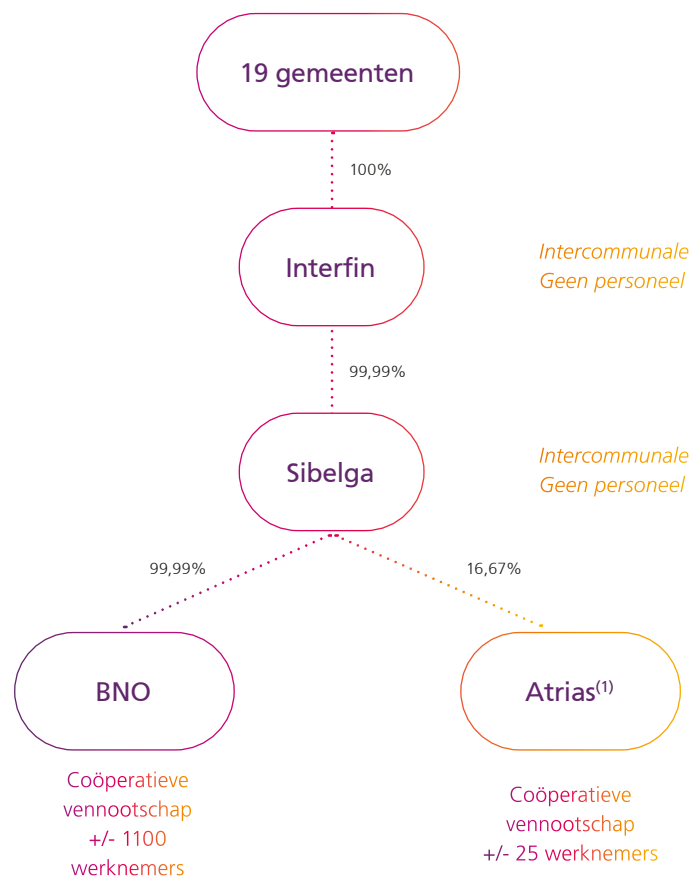 19 gemeenten
100%
Interfin
Intercommunale
Geen personeel
99,99%
Sibelga
Intercommunale
Geen personeel
99,99%
16,67%
BNO
Atrias(1)
Coöperatieve
vennootschap
+/- 1100
werknemers
Coöperatieve
vennootschap
+/- 25 werknemers